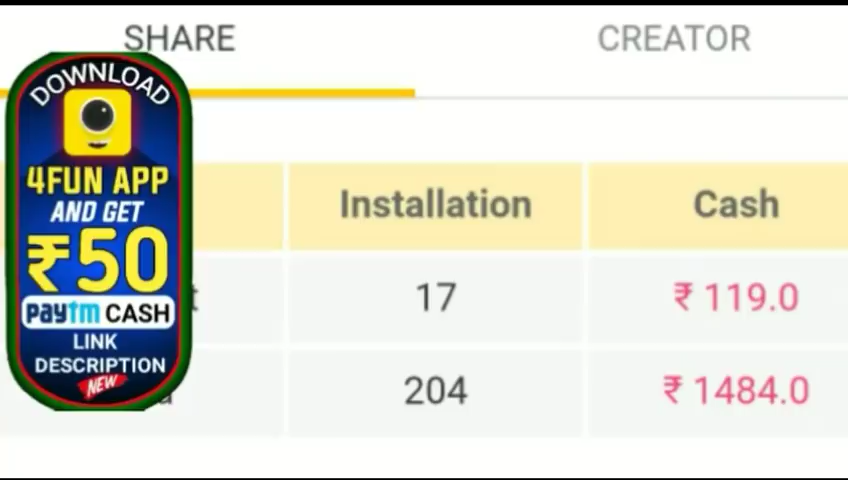 SHARE
CREATOR
DOWNLOAD
4FUN APP
AND GET
₹50
Paytm CASH
LINK
DESCRIPTION
NEW
Installation
Cash
17
₹ 119.0
204
₹ 1484.0